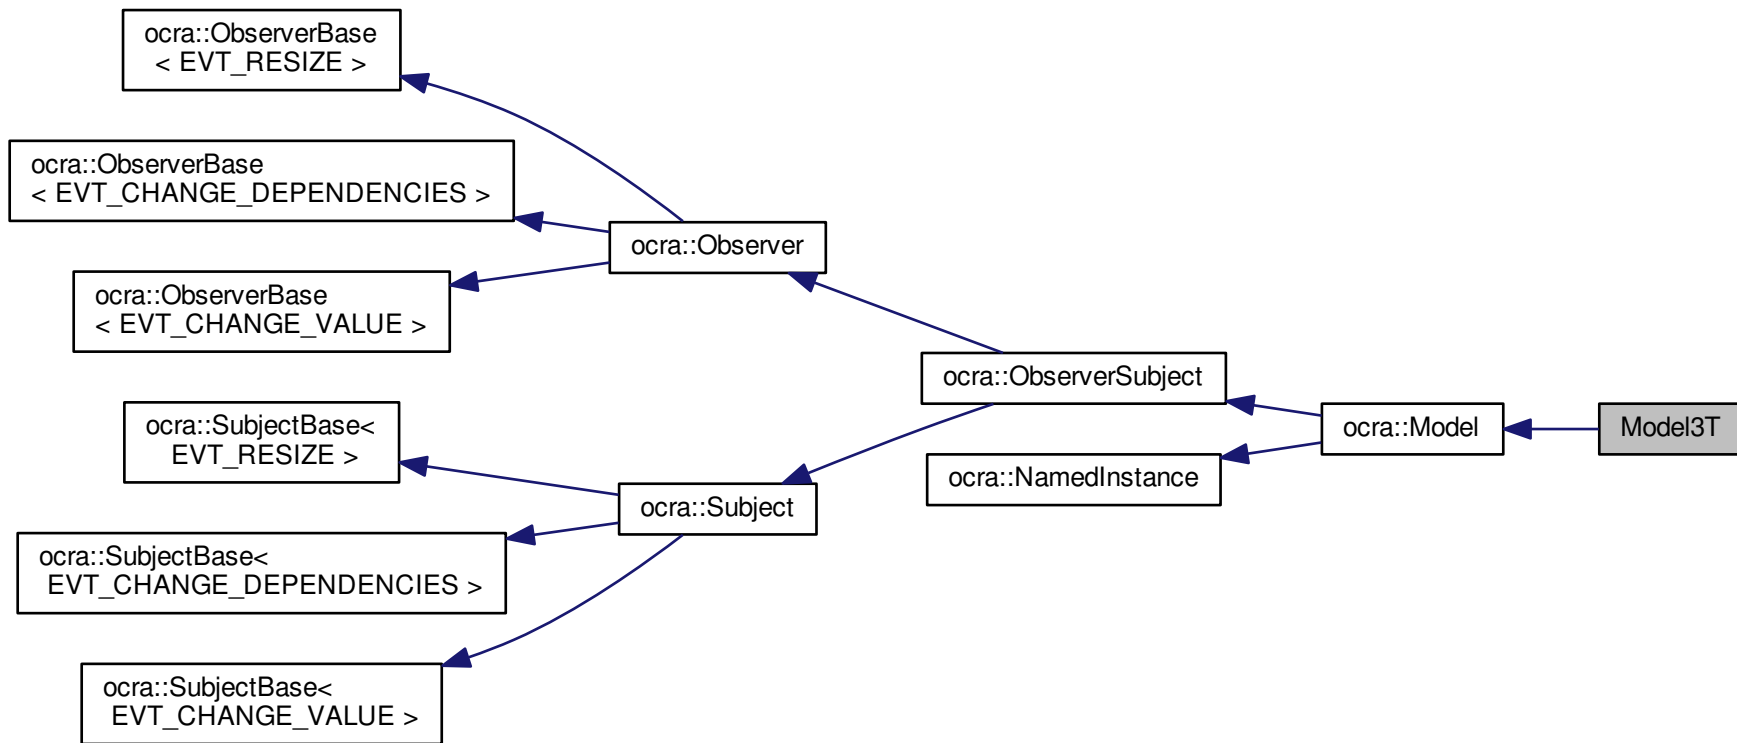 ocra::ObserverBase
< EVT_RESIZE >
ocra::ObserverBase
< EVT_CHANGE_DEPENDENCIES >
ocra::Observer
ocra::ObserverBase
< EVT_CHANGE_VALUE >
ocra::ObserverSubject
ocra::SubjectBase<
EVT_RESIZE >
ocra::Model
Model3T
ocra::NamedInstance
ocra::Subject
ocra::SubjectBase<
EVT_CHANGE_DEPENDENCIES >
ocra::SubjectBase<
EVT_CHANGE_VALUE >